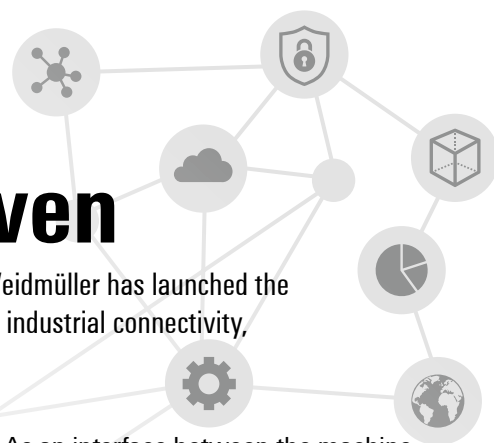 ven
eidmüller has launched the
industrial connectivity,
As an interface between the machine